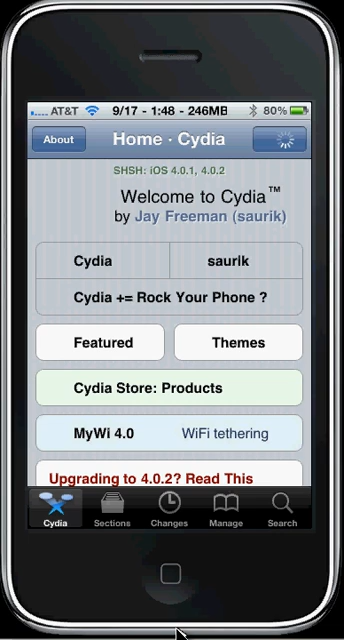 AT&T 9/17 - 1:48 - 246MB 80%
About Home · Cydia
SHSH: iOS 4.0.1, 4.0.2
Welcome to Cydia™
by Jay Freeman (saurik)
Cydia saurik
Cydia += Rock Your Phone ?
Featured Themes
Cydia Store: Products
MyWi 4.0 WiFi tethering
Upgrading to 4.0.2? Read This
Cydia Sections Changes Manage Search